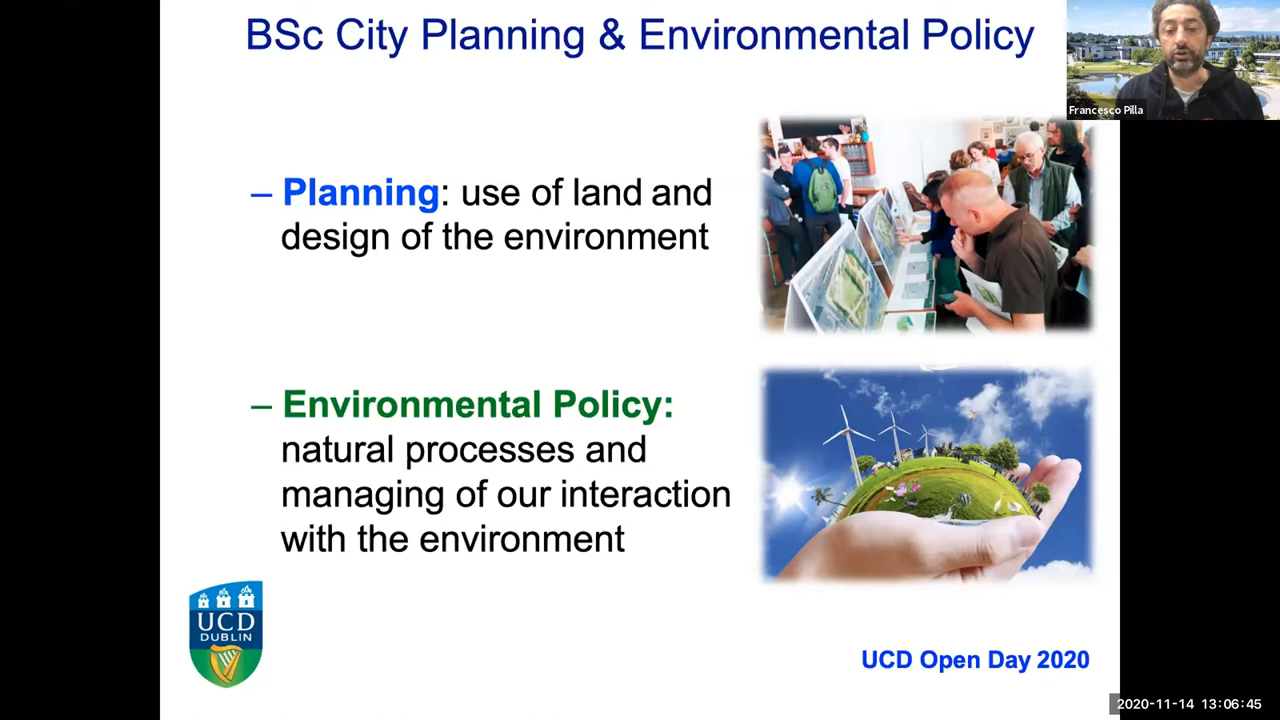 BSc City Planning & Environmental Policy
Francesco Pilla
– Planning: use of land and
design of the environment
– Environmental Policy:
natural processes and
managing of our interaction
with the environment
UCD
DUBLIN
UCD Open Day 2020
2020-11-14 13:06:45